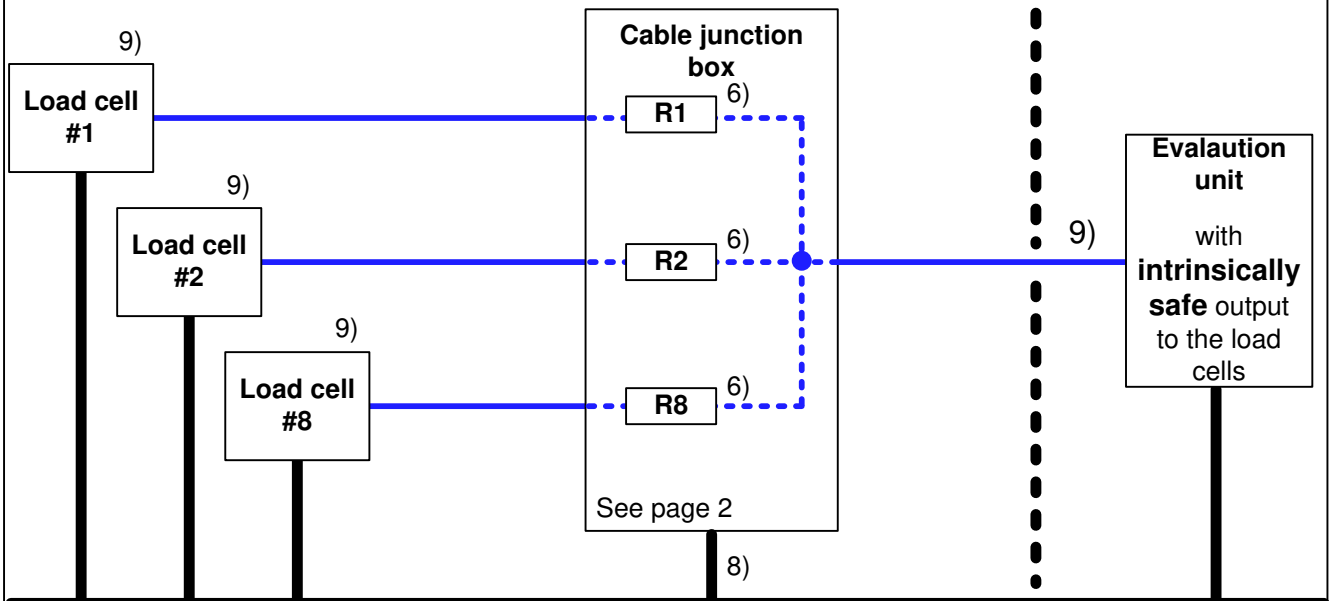 9)
Load cell
#1
Cable junction
box
6)
R1
9)
Load cell
#2
6)
R2
9)
Load cell
#8
6)
R8
See page 2
8)
9)
Evalaution
unit
with
intrinsically
safe output
to the load
cells